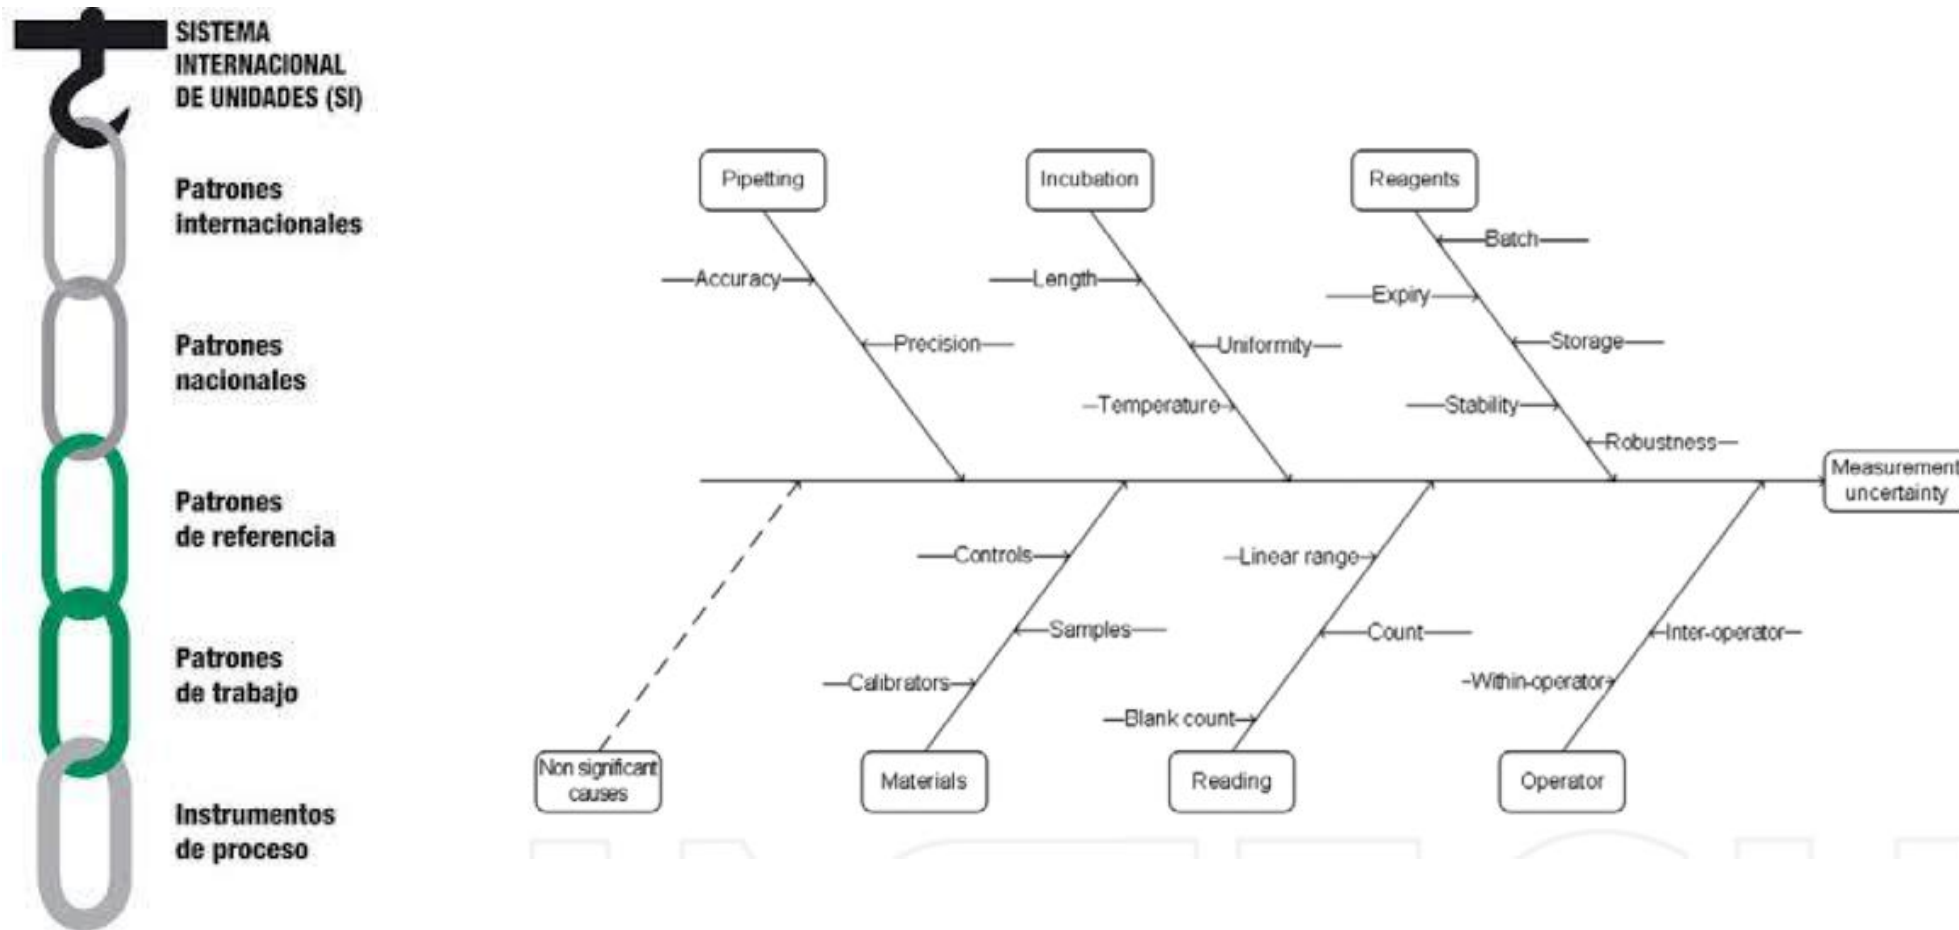 SISTEMA
INTERNACIONAL
DE UNIDADES (SI)
Patrones
internacionales
Patrones
nacionales
Patrones
de referencia
Patrones
de trabajo
Instrumentos
de proceso
Pipetting
Incubation
Reagents
Batch
Accuracy
Length
Expiry
Precision
Uniformity
Storage
Temperature
Stability
Robustness
Measurement
uncertainty
Controls
Linear range
Samples
Count
Inter-operator
Calibrators
Within-operator
Blank count
Non significant
causes
Materials
Reading
Operator